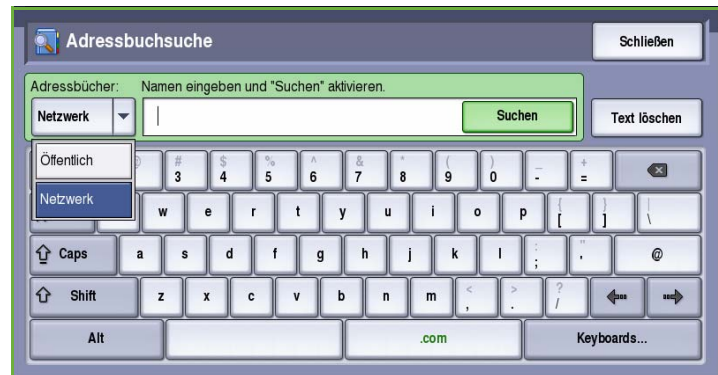 Adressbuchsuche
Schließen
Adressbücher: Namen eingeben und "Suchen" aktivieren.
Netzwerk Suchen Text löschen
Öffentlich
Netzwerk
# 3 $ 4 % 5 ^ 6 & 7 * 8 ( 9 ) 0 _ - + =
w e r t y u i o p { [ } ] | \
Caps a s d f g h j k l : ; " ' @
Shift z x c v b n m < , > . ? /
Alt .com Keyboards...